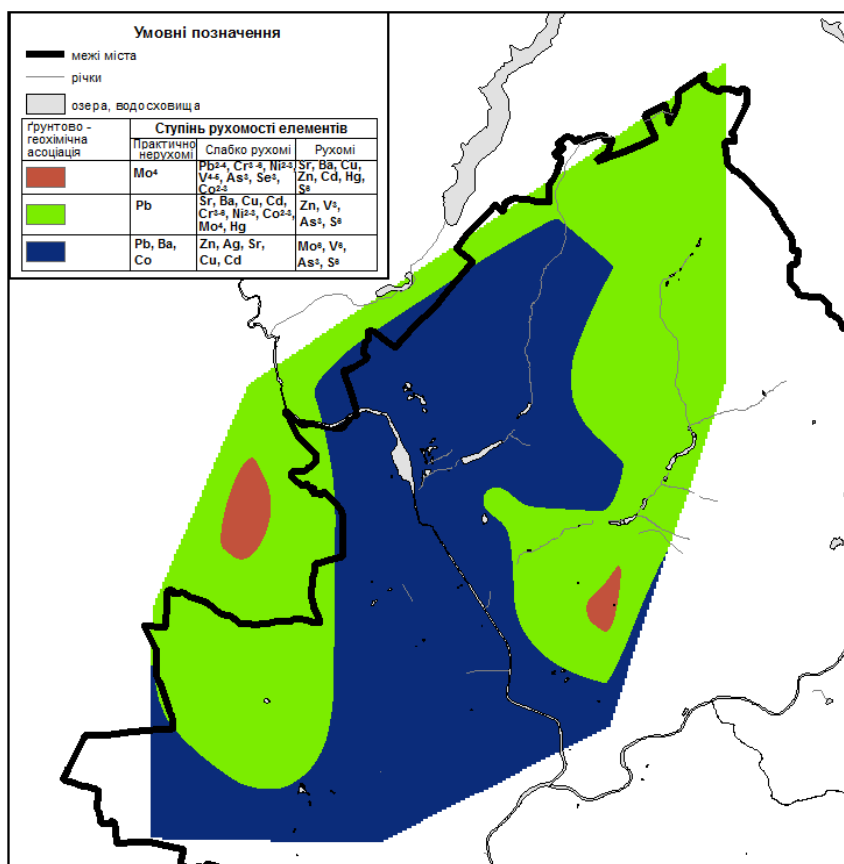 Умовні позначення
межі міста
річки
озера, водосховища
ґрунтово - геохімічна асоціація
Ступінь рухомості елементів
Практично нерухомі
Слабко рухомі
Рухомі
Mo⁴
Pb²⁻⁴, Cr³⁻⁶, Ni²⁻³,
V⁴⁻⁵, As³, Se³,
Co²⁻³
Sr, Ba, Cu,
Zn, Cd, Hg,
S⁶
Pb
Sr, Ba, Cu, Cd,
Cr³⁻⁶, Ni²⁻³, Co²⁻³,
Mo⁴, Hg
Zn, V⁵,
As³, S⁶
Pb, Ba,
Co
Zn, Ag, Sr,
Cu, Cd
Mo⁶, V⁵,
As³, S⁶